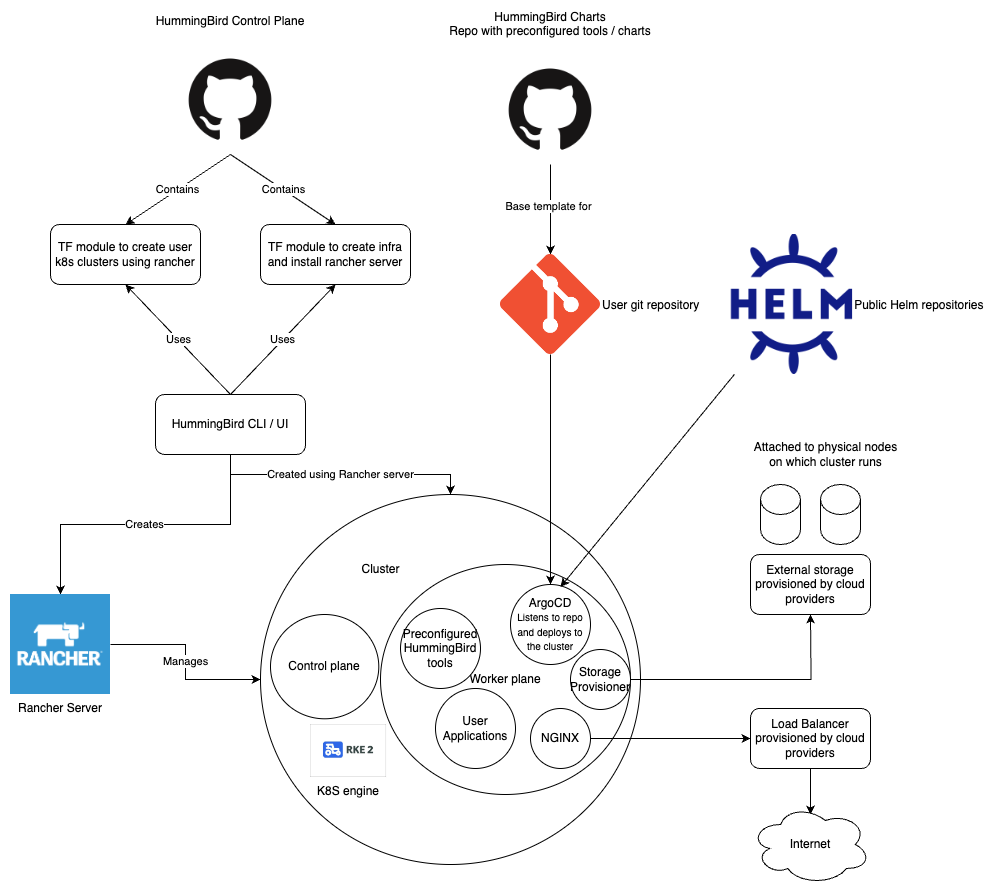 HummingBird Control Plane
HummingBird Charts
Repo with preconfigured tools / charts
Contains
Contains
Base template for
TF module to create user
k8s clusters using rancher
TF module to create infra
and install rancher server
User git repository
HELM
Public Helm repositories
Uses
Uses
HummingBird CLI / UI
Attached to physical nodes
on which cluster runs
Created using Rancher server
Creates
Cluster
External storage
provisioned by cloud
providers
ArgoCD
Listens to repo
and deploys to
the cluster
Preconfigured
HummingBird
tools
RANCHER
Manages
Control plane
Worker plane
Storage
Provisioner
Rancher Server
User
Applications
NGINX
Load Balancer
provisioned by cloud
providers
RKE 2
K8S engine
Internet